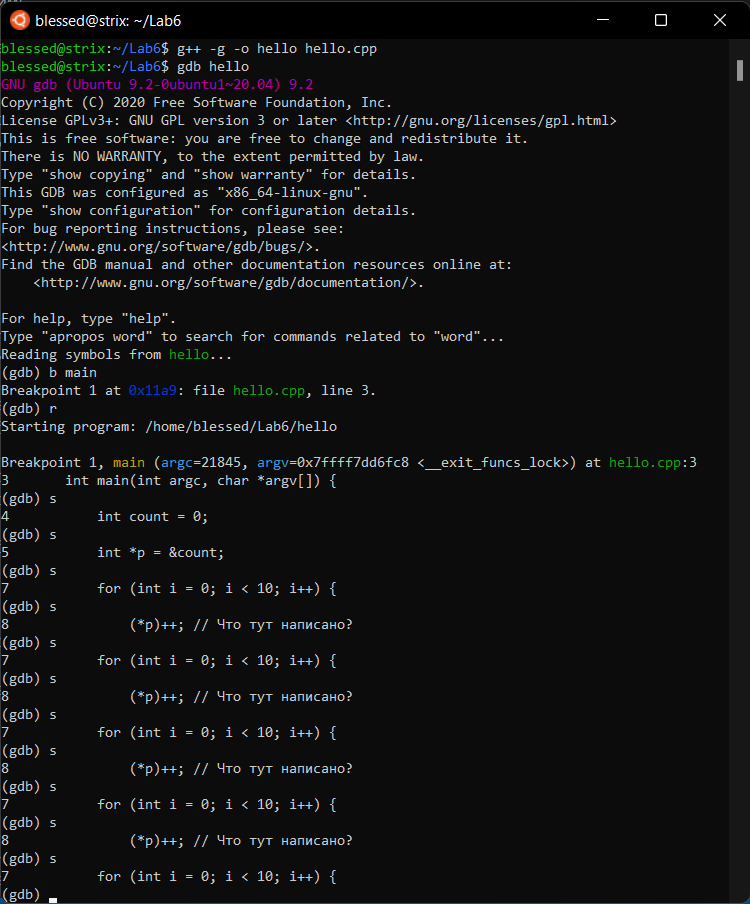 blessed@strix: ~/Lab6
blessed@strix:~/Lab6$ g++ -g -o hello hello.cpp
blessed@strix:~/Lab6$ gdb hello
GNU gdb (Ubuntu 9.2-0ubuntu1~20.04) 9.2
Copyright (C) 2020 Free Software Foundation, Inc.
License GPLv3+: GNU GPL version 3 or later <http://gnu.org/licenses/gpl.html>
This is free software: you are free to change and redistribute it.
There is NO WARRANTY, to the extent permitted by law.
Type "show copying" and "show warranty" for details.
This GDB was configured as "x86_64-linux-gnu".
Type "show configuration" for configuration details.
For bug reporting instructions, please see:
<http://www.gnu.org/software/gdb/bugs/>.
Find the GDB manual and other documentation resources online at:
    <http://www.gnu.org/software/gdb/documentation/>.

For help, type "help".
Type "apropos word" to search for commands related to "word"...
Reading symbols from hello...
(gdb) b main
Breakpoint 1 at 0x11a9: file hello.cpp, line 3.
(gdb) r
Starting program: /home/blessed/Lab6/hello

Breakpoint 1, main (argc=21845, argv=0x7ffff7dd6fc8 <__exit_funcs_lock>) at hello.cpp:3
3       int main(int argc, char *argv[]) {
(gdb) s
4           int count = 0;
(gdb) s
5           int *p = &count;
(gdb) s
7           for (int i = 0; i < 10; i++) {
(gdb) s
8               (*p)++; // Что тут написано?
(gdb) s
7           for (int i = 0; i < 10; i++) {
(gdb) s
8               (*p)++; // Что тут написано?
(gdb) s
7           for (int i = 0; i < 10; i++) {
(gdb) s
8               (*p)++; // Что тут написано?
(gdb) s
7           for (int i = 0; i < 10; i++) {
(gdb) s
8               (*p)++; // Что тут написано?
(gdb) s
7           for (int i = 0; i < 10; i++) {
(gdb)